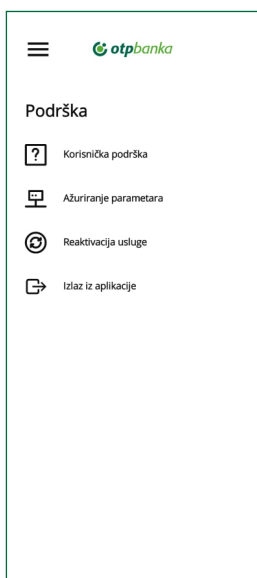 otpbanka
Podrška
Korisnička podrška
Ažuriranje parametara
Reaktivacija usluge
Izlaz iz aplikacije